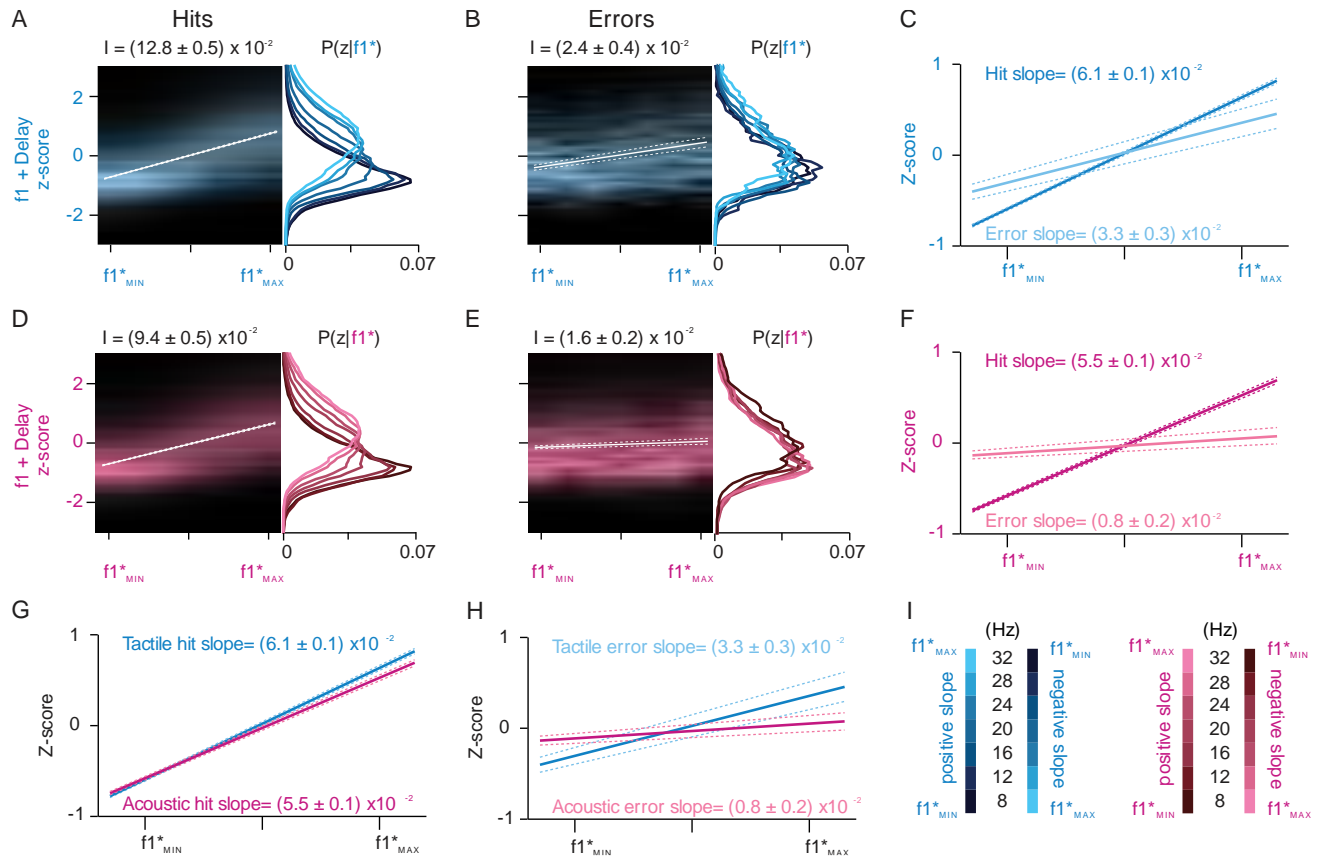 A
Hits
I = (12.8 ± 0.5) x 10⁻²
P(z|f1*)
f1 + Delay
z-score
2
0
-2
f1*MIN
f1*MAX
0
0.07
B
Errors
I = (2.4 ± 0.4) x 10⁻²
P(z|f1*)
f1*MIN
f1*MAX
0
0.07
C
Hit slope= (6.1 ± 0.1) x10⁻²
Z-score
1
0
-1
Error slope= (3.3 ± 0.3) x10⁻²
f1*MIN
f1*MAX
D
I = (9.4 ± 0.5) x10⁻²
P(z|f1*)
f1 + Delay
z-score
2
0
-2
f1*MIN
f1*MAX
0
0.07
E
I = (1.6 ± 0.2) x 10⁻²
P(z|f1*)
f1*MIN
f1*MAX
0
0.07
F
Hit slope= (5.5 ± 0.1) x10⁻²
Z-score
1
0
-1
Error slope= (0.8 ± 0.2) x10⁻²
f1*MIN
f1*MAX
G
Tactile hit slope= (6.1 ± 0.1) x10⁻²
Z-score
1
0
-1
Acoustic hit slope= (5.5 ± 0.1) x10⁻²
f1*MIN
f1*MAX
H
Tactile error slope= (3.3 ± 0.3) x10⁻²
Z-score
1
0
-1
Acoustic error slope= (0.8 ± 0.2) x10⁻²
f1*MIN
f1*MAX
I
(Hz)
f1*MAX
f1*MIN
positive slope
32
28
24
20
16
12
8
negative slope
f1*MIN
f1*MAX
(Hz)
f1*MAX
f1*MIN
positive slope
32
28
24
20
16
12
8
negative slope
f1*MIN
f1*MAX